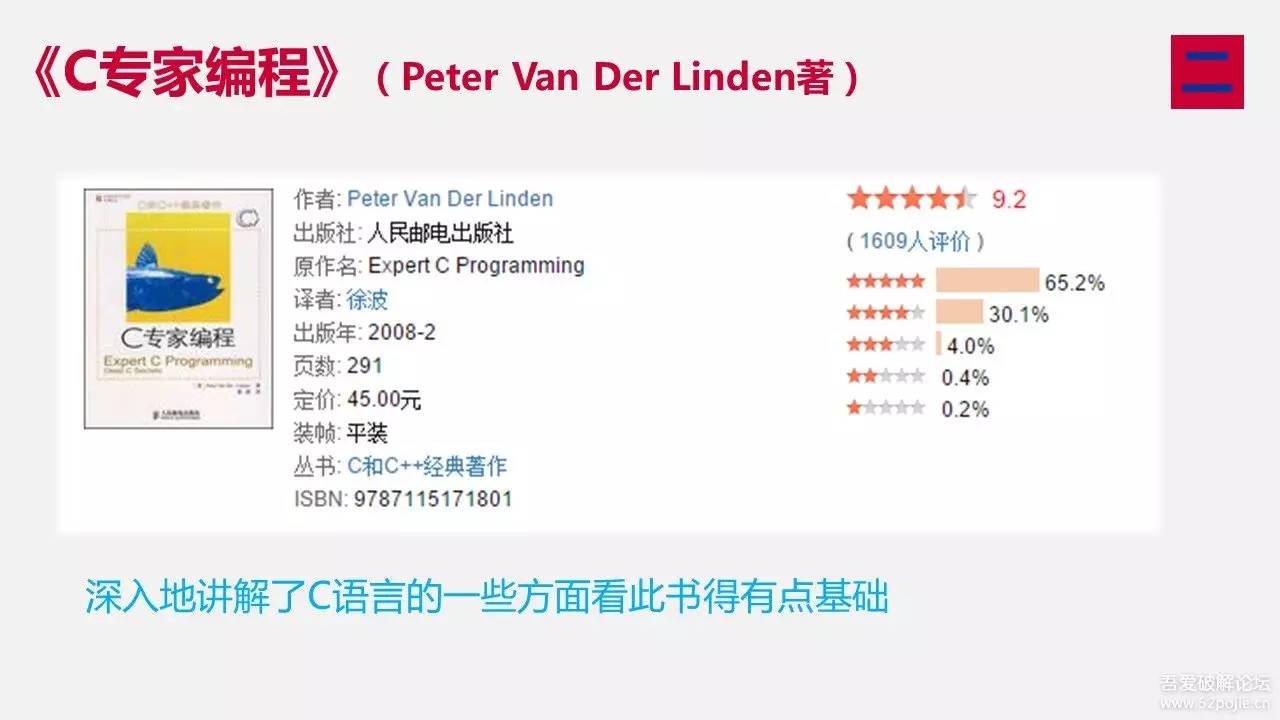 《C专家编程》（Peter Van Der Linden著）
二
C和C++经典著作
C专家编程
Expert C Programming
Deep C Secrets
作者: Peter Van Der Linden
出版社: 人民邮电出版社
原作名: Expert C Programming
译者: 徐波
出版年: 2008-2
页数: 291
定价: 45.00元
装帧: 平装
丛书: C和C++经典著作
ISBN: 9787115171801
9.2
( 1609人评价 )
65.2%
30.1%
4.0%
0.4%
0.2%
深入地讲解了C语言的一些方面看此书得有点基础
吾爱破解论坛
www.52pojie.cn